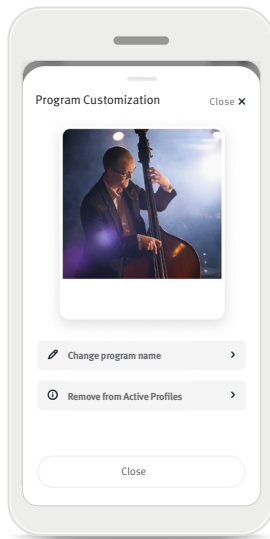 Program Customization
Close ×
Change program name
Remove from Active Profiles
Close